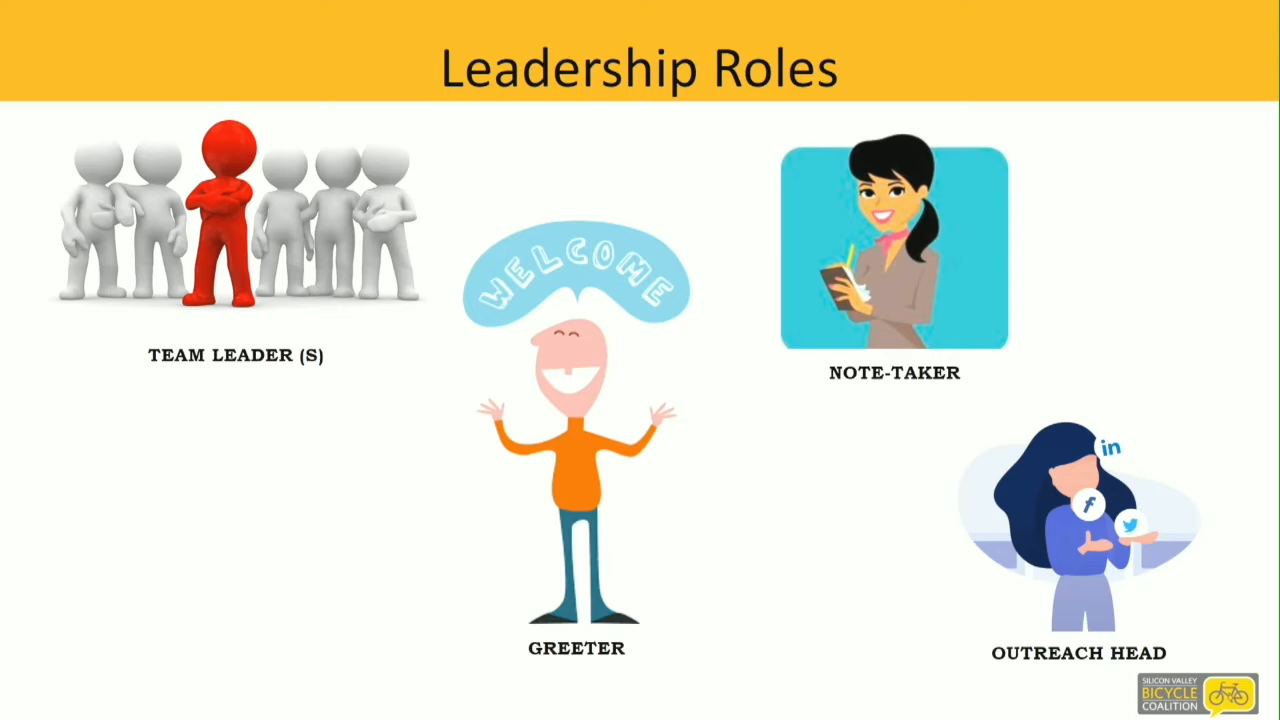 Leadership Roles
WELCOME
TEAM LEADER (S)
NOTE-TAKER
in
f
GREETER
OUTREACH HEAD
SILICON VALLEY
BICYCLE
COALITION